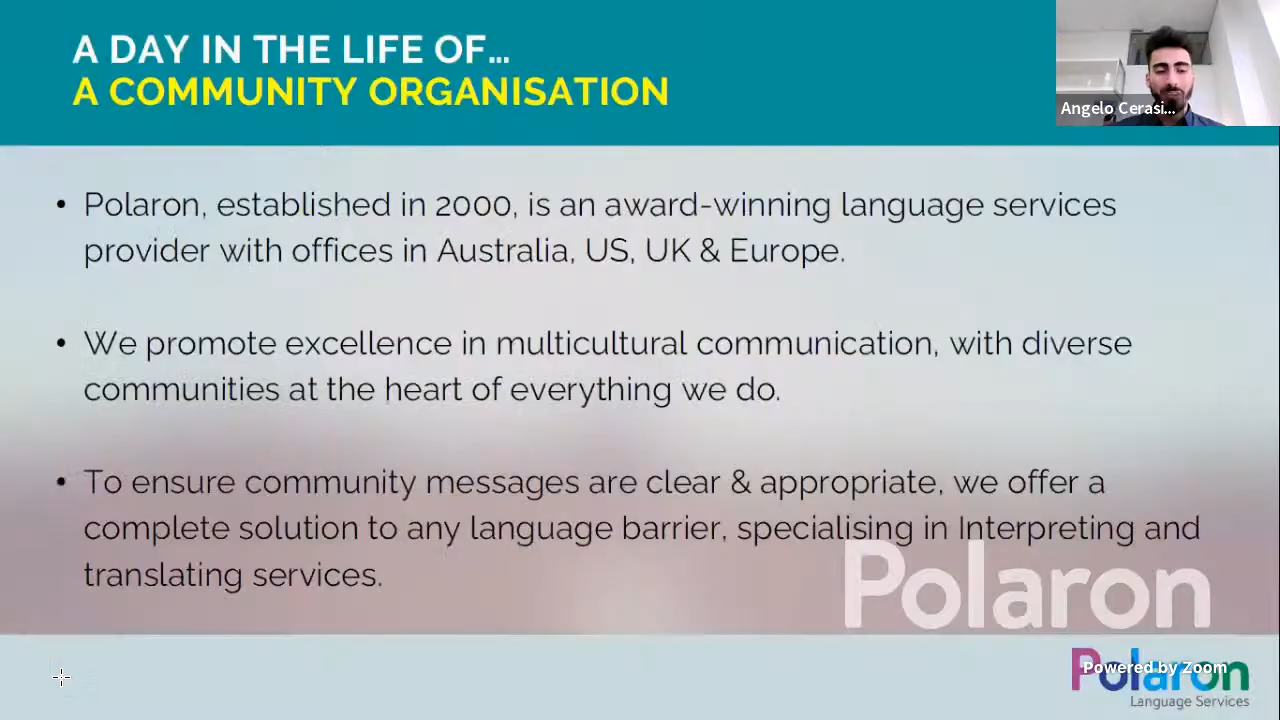 A DAY IN THE LIFE OF...
A COMMUNITY ORGANISATION
Angelo Cerasi...
• Polaron, established in 2000, is an award-winning language services
provider with offices in Australia, US, UK & Europe.
• We promote excellence in multicultural communication, with diverse
communities at the heart of everything we do.
• To ensure community messages are clear & appropriate, we offer a
complete solution to any language barrier, specialising in Interpreting and
translating services.
Polaron
Powered by Zoom
Polaron
Language Services